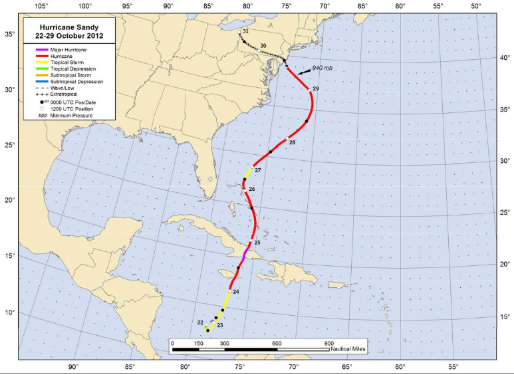 105° 100° 95° 90° 85° 80° 75° 70° 65° 60° 55°
Hurricane Sandy
22-29 October 2012
Major Hurricane
Hurricane
Tropical Storm
Tropical Depression
Subtropical Storm
Subtropical Depression
Wave/Low
Extratropical
0000 UTC Pos/Date
1200 UTC Position
### Minimum Pressure
35°
30°
25°
20°
15°
10°
40°
35°
30°
25°
20°
15°
31
30
940 mb
29
28
27
26
25
24
22
23
0 150 300 600 900
Nautical Miles
90° 85° 80° 75° 70° 65° 60° 55°